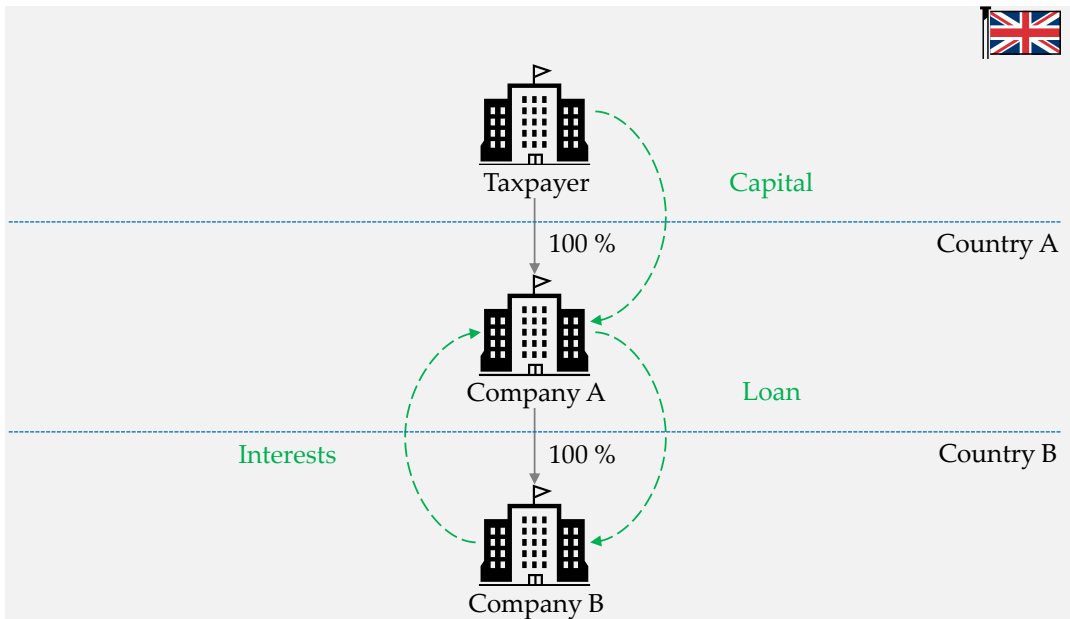 Taxpayer
Capital
100 %
Country A
Company A
Loan
Interests
100 %
Country B
Company B